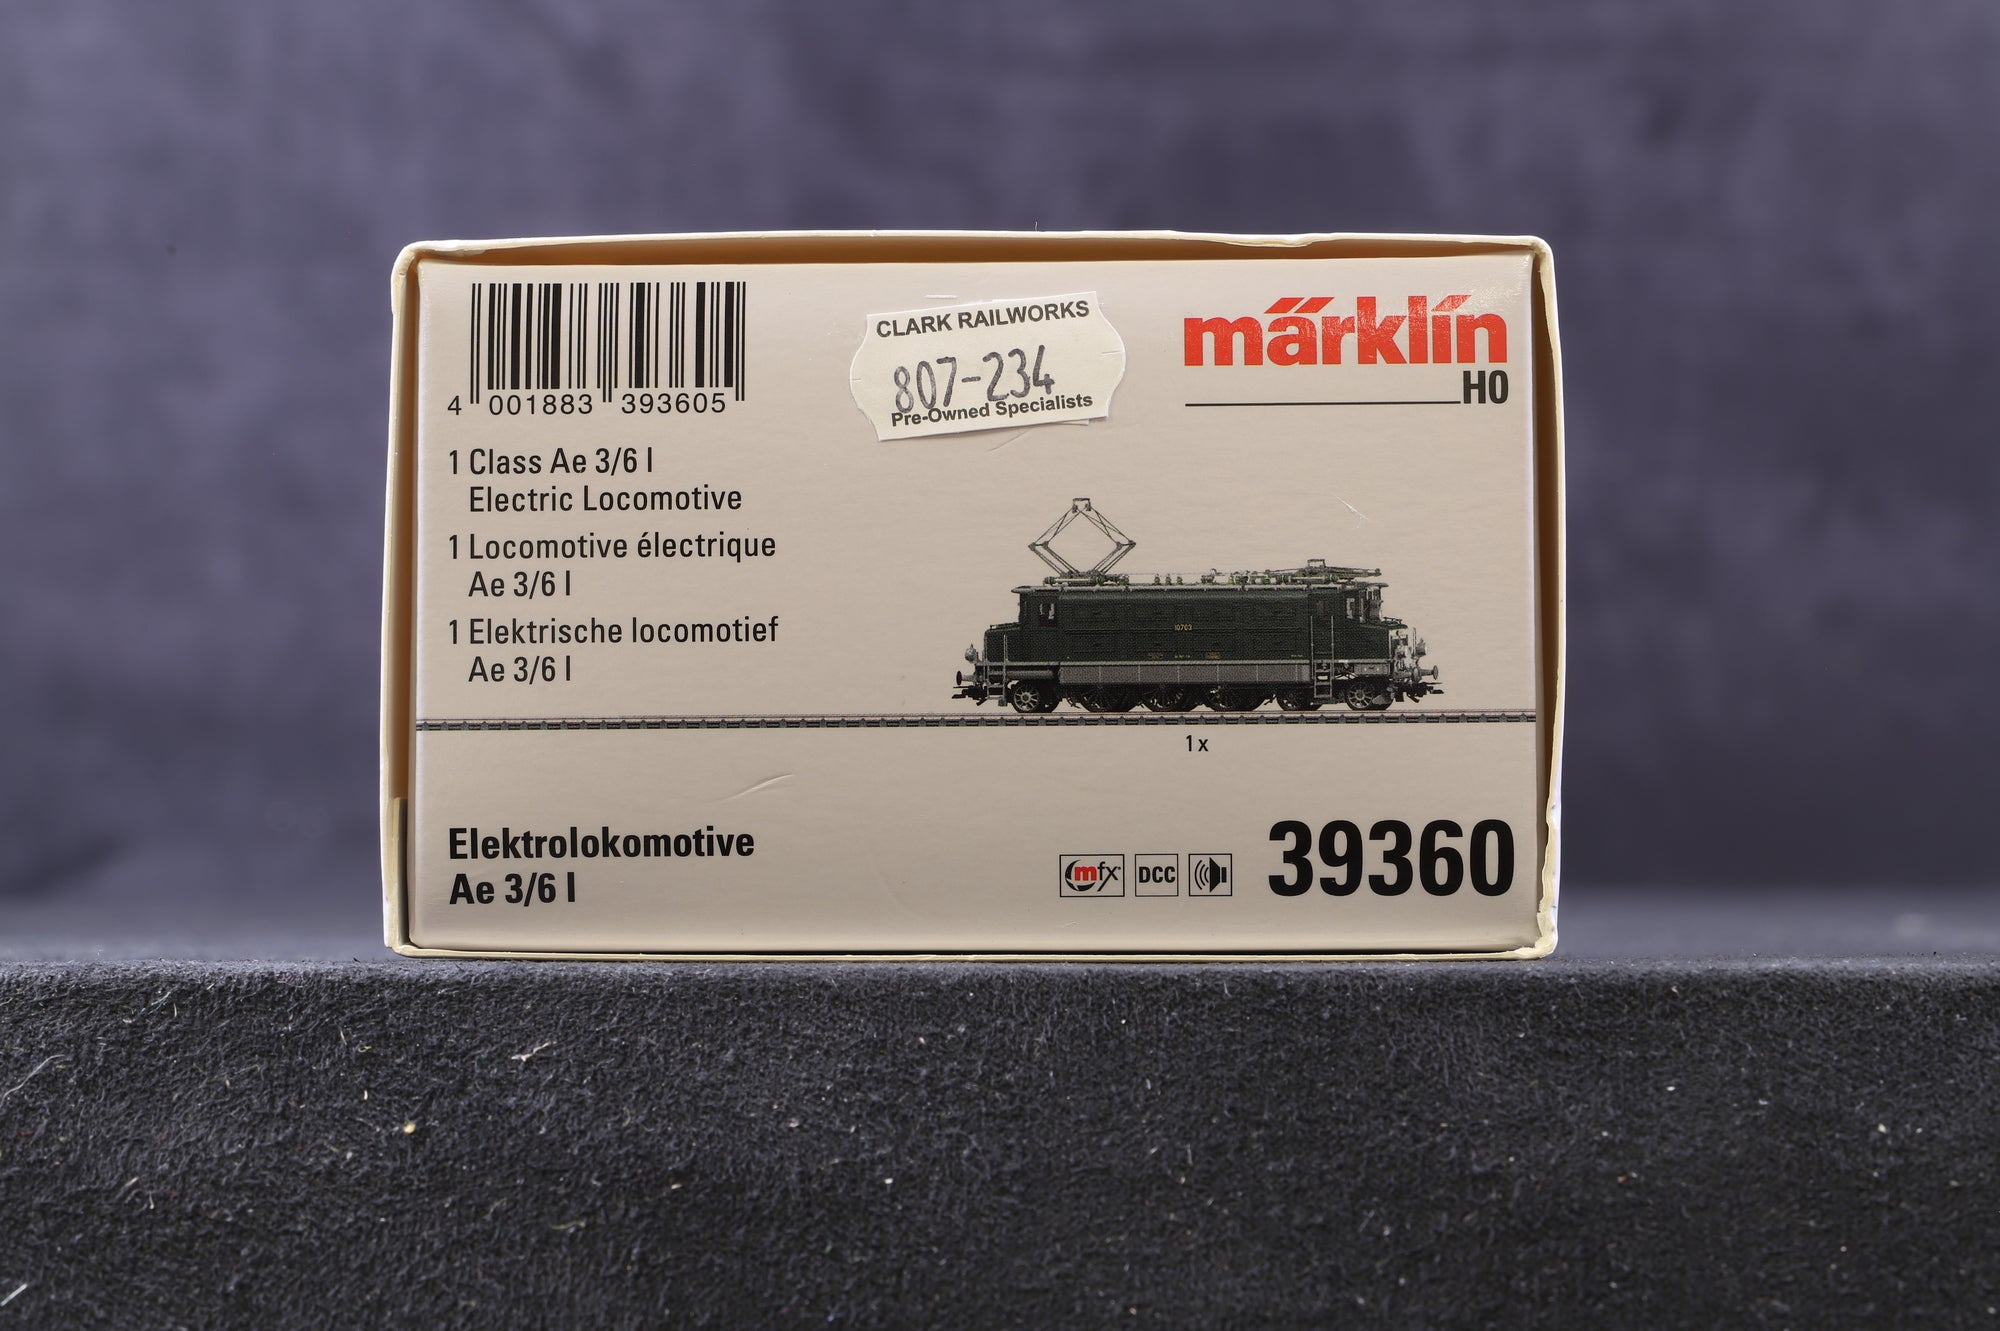 4 001883 393605
CLARK RAILWORKS
807-234
Pre-Owned Specialists
märklin
H0
1 Class Ae 3/6 I
Electric Locomotive
1 Locomotive électrique
Ae 3/6 I
1 Elektrische locomotief
Ae 3/6 I
10703
1 x
Elektrolokomotive
Ae 3/6 I
mfx
DCC
39360